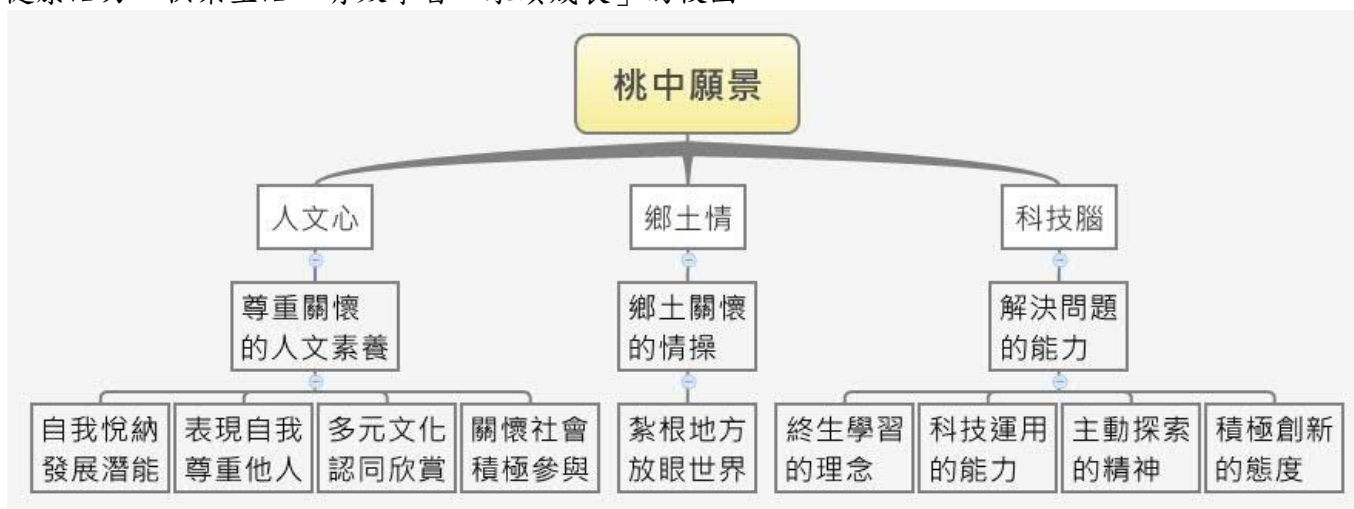 桃中願景
人文心
鄉土情
科技腦
尊重關懷
的人文素養
鄉土關懷
的情操
解決問題
的能力
自我悅納
發展潛能
表現自我
尊重他人
多元文化
認同欣賞
關懷社會
積極參與
紮根地方
放眼世界
終生學習
的理念
科技運用
的能力
主動探索
的精神
積極創新
的態度